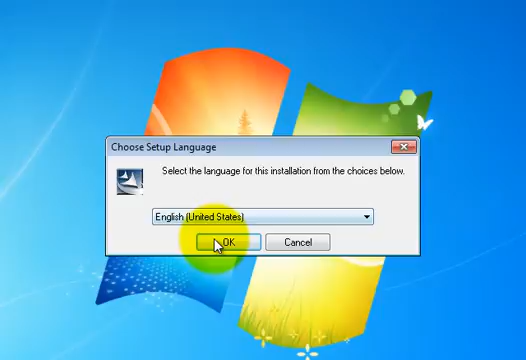 Choose Setup Language
Select the language for this installation from the choices below.
English (United States)
OK
Cancel